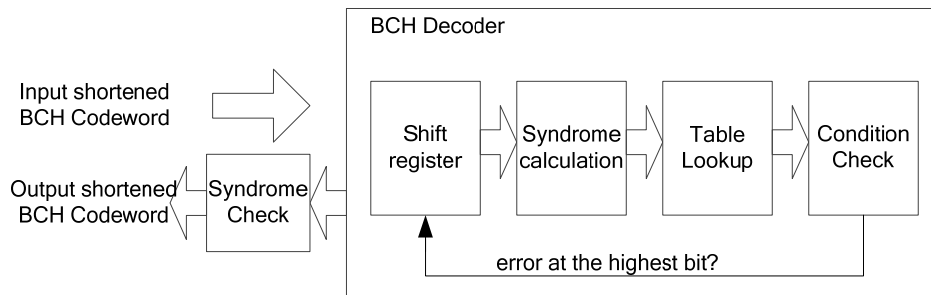 BCH Decoder
Input shortened
BCH Codeword
Shift
register
Syndrome
calculation
Table
Lookup
Condition
Check
Output shortened
BCH Codeword
Syndrome
Check
error at the highest bit?